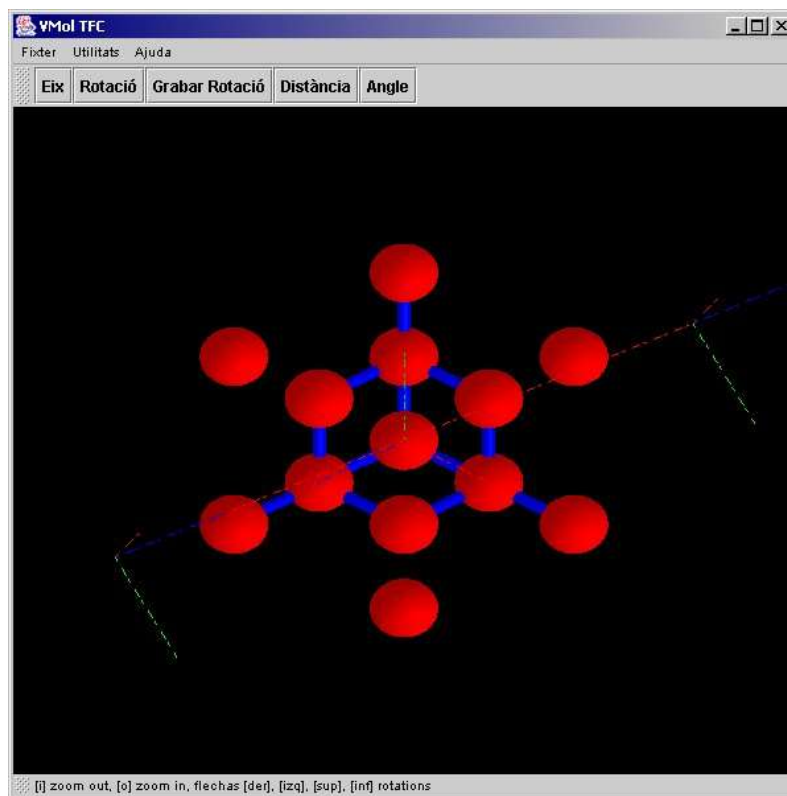 VMol TFC
Fixter Utilitats Ajuda
Eix Rotació Grabar Rotació Distància Angle
[i] zoom out, [o] zoom in, flechas [der], [izq], [sup], [inf] rotations